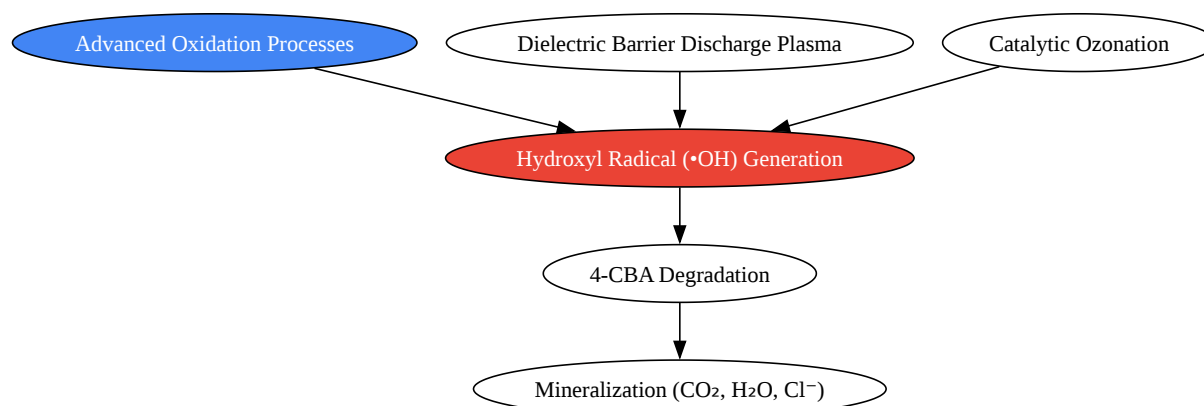 Advanced Oxidation Processes
Dielectric Barrier Discharge Plasma
Catalytic Ozonation
Hydroxyl Radical (•OH) Generation
4-CBA Degradation
Mineralization (CO₂, H₂O, Cl⁻)